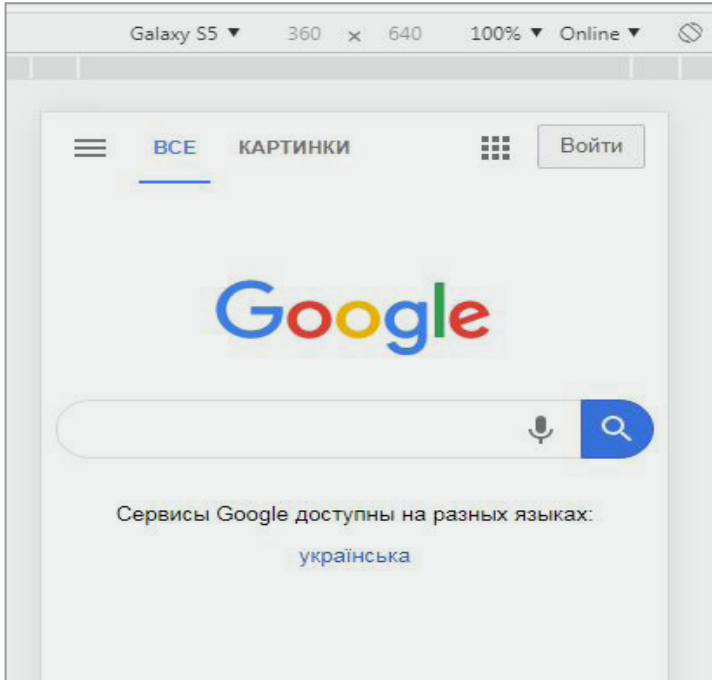 Galaxy S5 ▼ 360 × 640 100% ▼ Online ▼
ВСЕ КАРТИНКИ Войти
Google
Сервисы Google доступны на разных языках:
українська